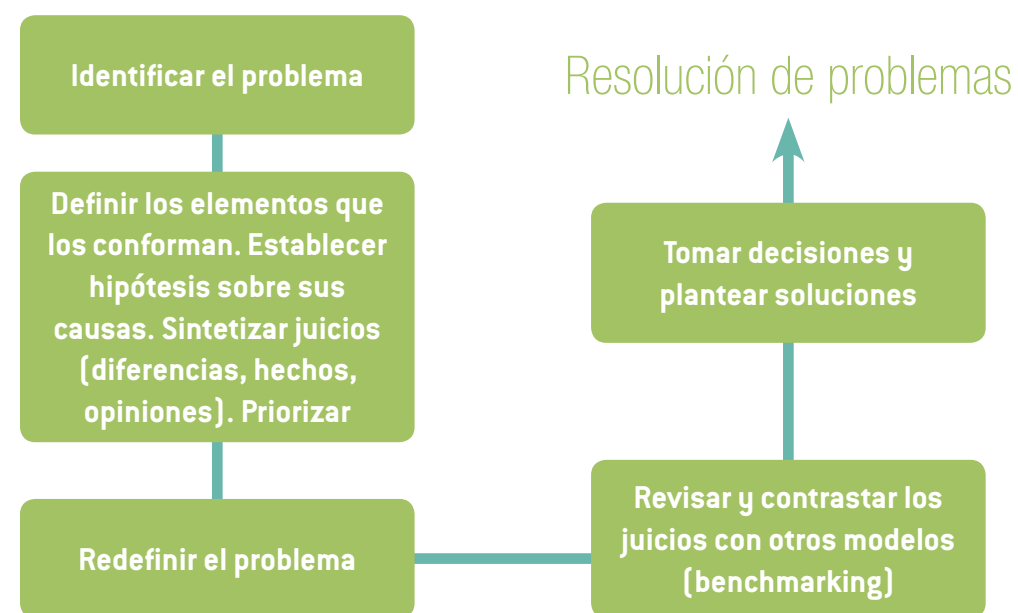 Identificar el problema
Definir los elementos que
los conforman. Establecer
hipótesis sobre sus
causas. Sintetizar juicios
(diferencias, hechos,
opiniones). Priorizar
Redefinir el problema
Revisar y contrastar los
juicios con otros modelos
(benchmarking)
Tomar decisiones y
plantear soluciones
Resolución de problemas